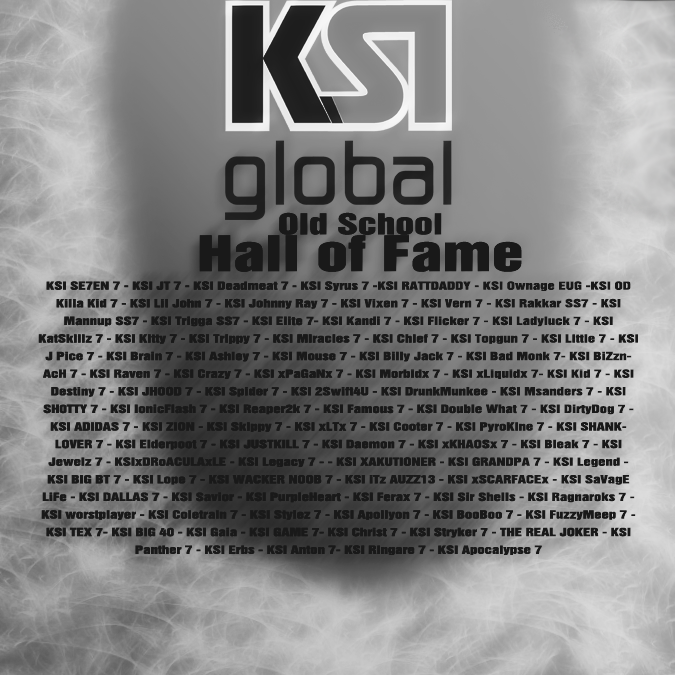 KSI
global
Old School
Hall of Fame
KSI SE7EN 7 - KSI JT 7 - KSI Deadmeat 7 - KSI Syrus 7 -KSI RATTDADDY - KSI Ownage EUG -KSI OD
Killa Kid 7 - KSI Lil John 7 - KSI Johnny Ray 7 - KSI Vixen 7 - KSI Vern 7 - KSI Rakkar SS7 - KSI
Mannup SS7 - KSI Trigga SS7 - KSI Elite 7- KSI Kandi 7 - KSI Flicker 7 - KSI Ladyluck 7 - KSI
KatSkillz 7 - KSI Kitty 7 - KSI Trippy 7 - KSI Miracles 7 - KSI Chief 7 - KSI Topgun 7 - KSI Little 7 - KSI
J Pice 7 - KSI Brain 7 - KSI Ashley 7 - KSI Mouse 7 - KSI Billy Jack 7 - KSI Bad Monk 7- KSI BiZzn-
AcH 7 - KSI Raven 7 - KSI Crazy 7 - KSI xPaGaNx 7 - KSI Morbidx 7 - KSI xLiquidx 7- KSI Kid 7 - KSI
Destiny 7 - KSI JHOOD 7 - KSI Spider 7 - KSI 2Swift4U - KSI DrunkMunkee - KSI Msanders 7 - KSI
SHOTTY 7 - KSI IonicFlash 7 - KSI Reaper2k 7 - KSI Famous 7 - KSI Double What 7 - KSI DirtyDog 7 -
KSI ADIDAS 7 - KSI ZION - KSI Skippy 7 - KSI xLTx 7 - KSI Cooter 7 - KSI PyroKine 7 - KSI SHANK-
LOVER 7 - KSI Elderpoot 7 - KSI JUSTKILL 7 - KSI Daemon 7 - KSI xKHAOSx 7 - KSI Bleak 7 - KSI
Jewelz 7 - KSIxDRoACULAxLE - KSI Legacy 7 - - KSI XAKUTIONER - KSI GRANDPA 7 - KSI Legend -
KSI BIG BT 7 - KSI Lopo 7 - KSI WACKER NOOB 7 - KSI ITz AUZZ13 - KSI xSCARFACEx - KSI SaVagE
LiFe - KSI DALLAS 7 - KSI Savior - KSI PurpleHeart - KSI Ferax 7 - KSI Sir Shells - KSI Ragnaroks 7 -
KSI worstplayer - KSI Coletrain 7 - KSI Stylez 7 - KSI Apollyon 7 - KSI BooBoo 7 - KSI FuzzyMeep 7 -
KSI TEX 7- KSI BIG 40 - KSI Gaia - KSI GAME 7- KSI Christ 7 - KSI Stryker 7 - THE REAL JOKER - KSI
Panther 7 - KSI Erbs - KSI Anton 7- KSI Ringare 7 - KSI Apocalypse 7